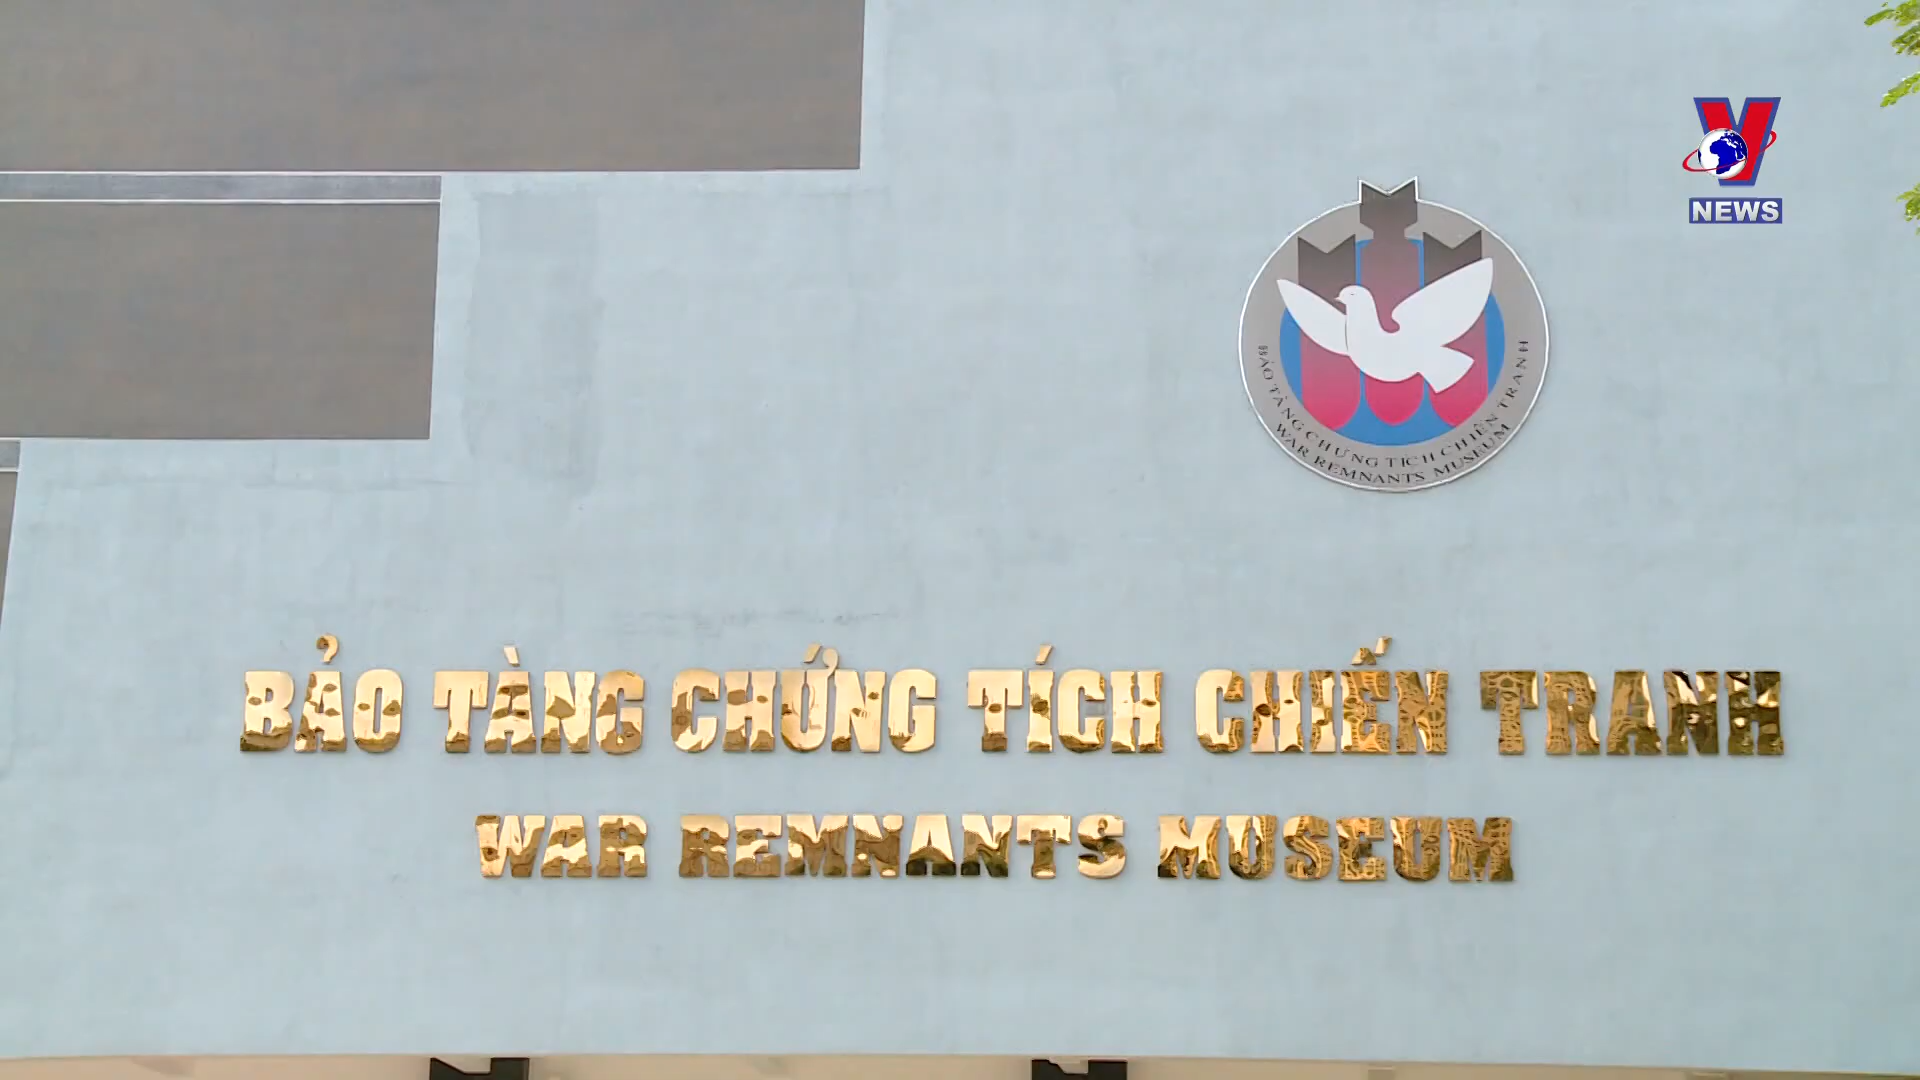 NEWS
BẢO TÀNG CHỨNG TÍCH CHIẾN TRANH
WAR REMNANTS MUSEUM
BẢO TÀNG CHỨNG TÍCH CHIẾN TRANH
WAR REMNANTS MUSEUM